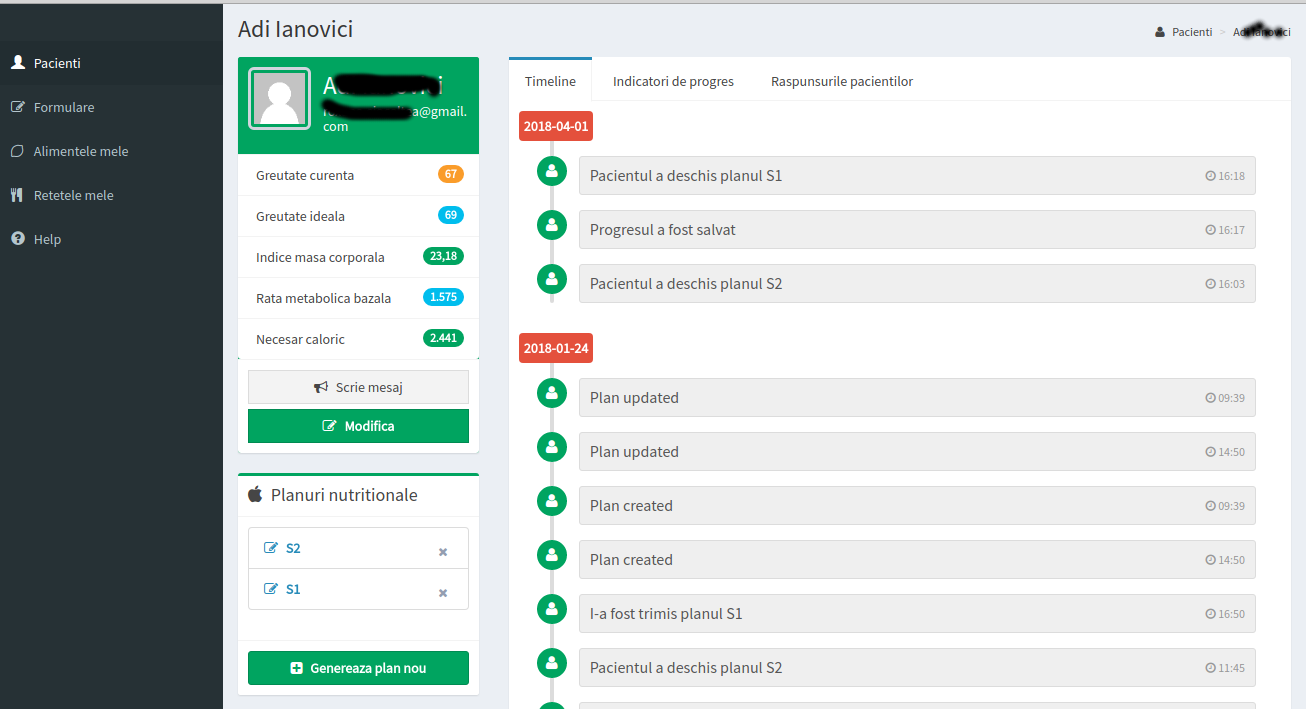 Adi Ianovici
Pacienti >
Pacienti
Formulare
Alimentele mele
Retetele mele
Help
a@gmail.
com
Greutate curenta 67
Greutate ideala 69
Indice masa corporala 23,18
Rata metabolica bazala 1.575
Necesar caloric 2.441
Scrie mesaj
Modifica
Planuri nutritionale
S2
S1
Genereaza plan nou
Timeline Indicatori de progres Raspunsurile pacientilor
2018-04-01
Pacientul a deschis planul S1 16:18
Progresul a fost salvat 16:17
Pacientul a deschis planul S2 16:03
2018-01-24
Plan updated 09:39
Plan updated 14:50
Plan created 09:39
Plan created 14:50
I-a fost trimis planul S1 16:50
Pacientul a deschis planul S2 11:45